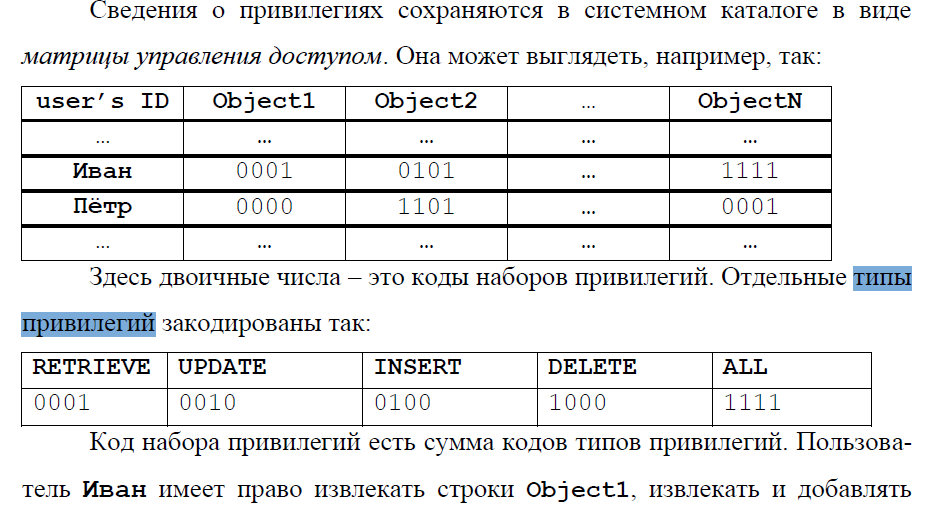 Сведения о привилегиях сохраняются в системном каталоге в виде
матрицы управления доступом. Она может выглядеть, например, так:
user's ID Object1 Object2 … ObjectN
… … … … …
Иван 0001 0101 … 1111
Пётр 0000 1101 … 0001
… … … … …
Здесь двоичные числа – это коды наборов привилегий. Отдельные типы
привилегий закодированы так:
RETRIEVE UPDATE INSERT DELETE ALL
0001 0010 0100 1000 1111
Код набора привилегий есть сумма кодов типов привилегий. Пользова-
тель Иван имеет право извлекать строки Object1, извлекать и добавлять